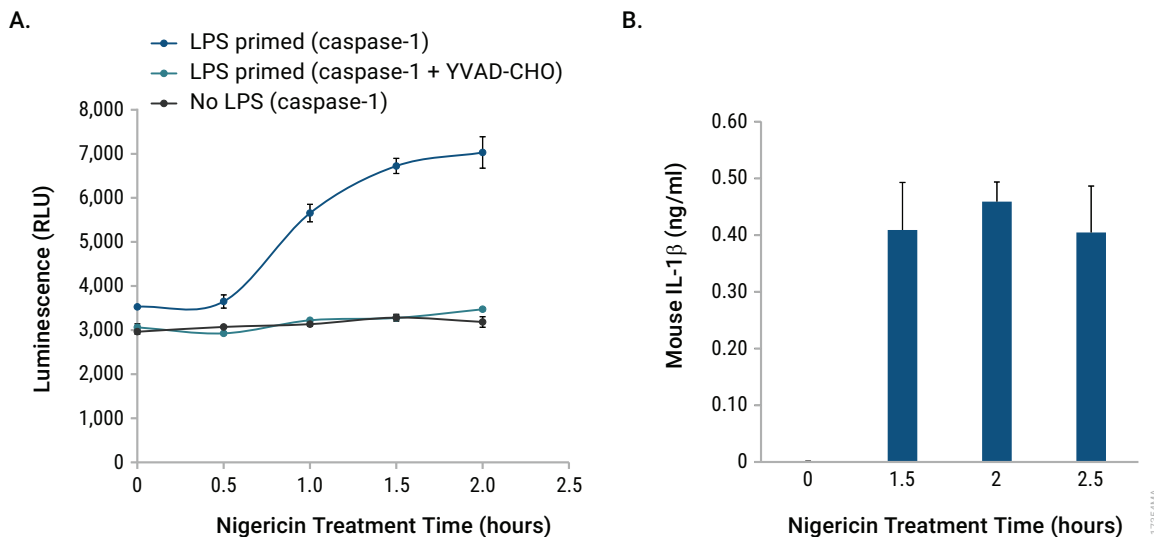 A.
LPS primed (caspase-1)
LPS primed (caspase-1 + YVAD-CHO)
No LPS (caspase-1)
8,000
7,000
6,000
5,000
4,000
3,000
2,000
1,000
0
Luminescence (RLU)
0 0.5 1.0 1.5 2.0 2.5
Nigericin Treatment Time (hours)
B.
0.60
0.50
0.40
0.30
0.20
0.10
0
Mouse IL-1β (ng/ml)
0 1.5 2 2.5
Nigericin Treatment Time (hours)